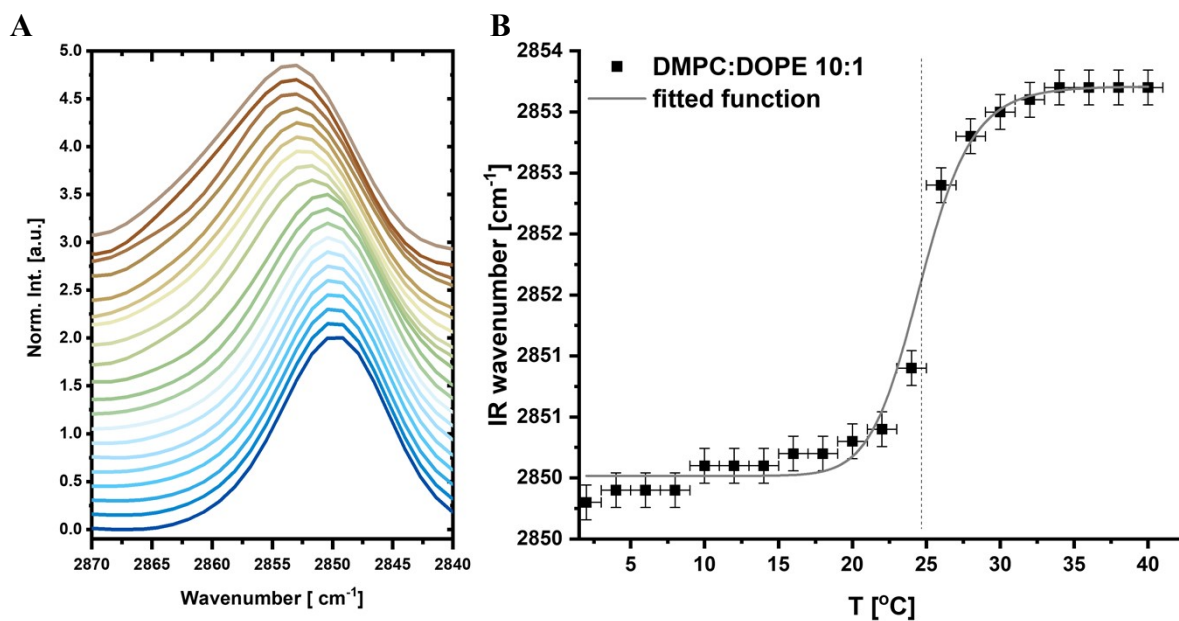 A
B
Norm. Int. [a.u.]
5.0
4.5
4.0
3.5
3.0
2.5
2.0
1.5
1.0
0.5
0.0
2870 2865 2860 2855 2850 2845 2840
Wavenumber [ cm-1]
IR wavenumber [cm-1]
2854
2853
2853
2852
2852
2851
2851
2850
2850
DMPC:DOPE 10:1
fitted function
5 10 15 20 25 30 35 40
T [oC]